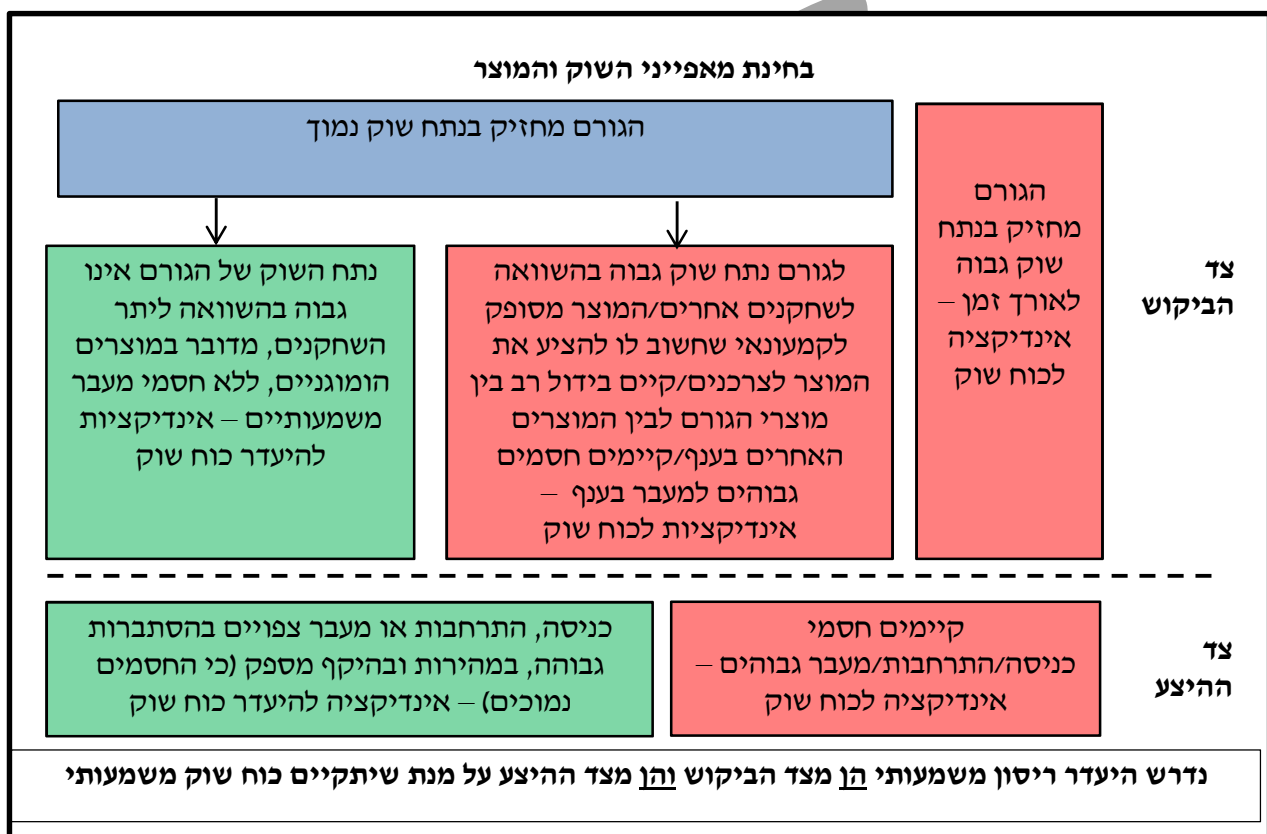 בחינת מאפייני השוק והמוצר
הגורם מחזיק בנתח שוק נמוך
הגורם
מחזיק בנתח
שוק גבוה
לאורך זמן –
אינדיקציה
לכוח שוק
צד
הביקוש
לגורם נתח שוק גבוה בהשוואה
לשחקנים אחרים/המוצר מסופק
לקמעונאי שחשוב לו להציע את
המוצר לצרכנים/קיים בידול רב בין
מוצרי הגורם לבין המוצרים
האחרים בענף/קיימים חסמים
גבוהים למעבר בענף –
אינדיקציות לכוח שוק
נתח השוק של הגורם אינו
גבוה בהשוואה ליתר
השחקנים, מדובר במוצרים
הומוגניים, ללא חסמי מעבר
משמעותיים – אינדיקציות
להיעדר כוח שוק
צד
ההיצע
קיימים חסמי
כניסה/התרחבות/מעבר גבוהים –
אינדיקציה לכוח שוק
כניסה, התרחבות או מעבר צפויים בהסתברות
גבוהה, במהירות ובהיקף מספק (כי החסמים
נמוכים) – אינדיקציה להיעדר כוח שוק
נדרש היעדר ריסון משמעותי הן מצד הביקוש והן מצד ההיצע על מנת שיתקיים כוח שוק משמעותי